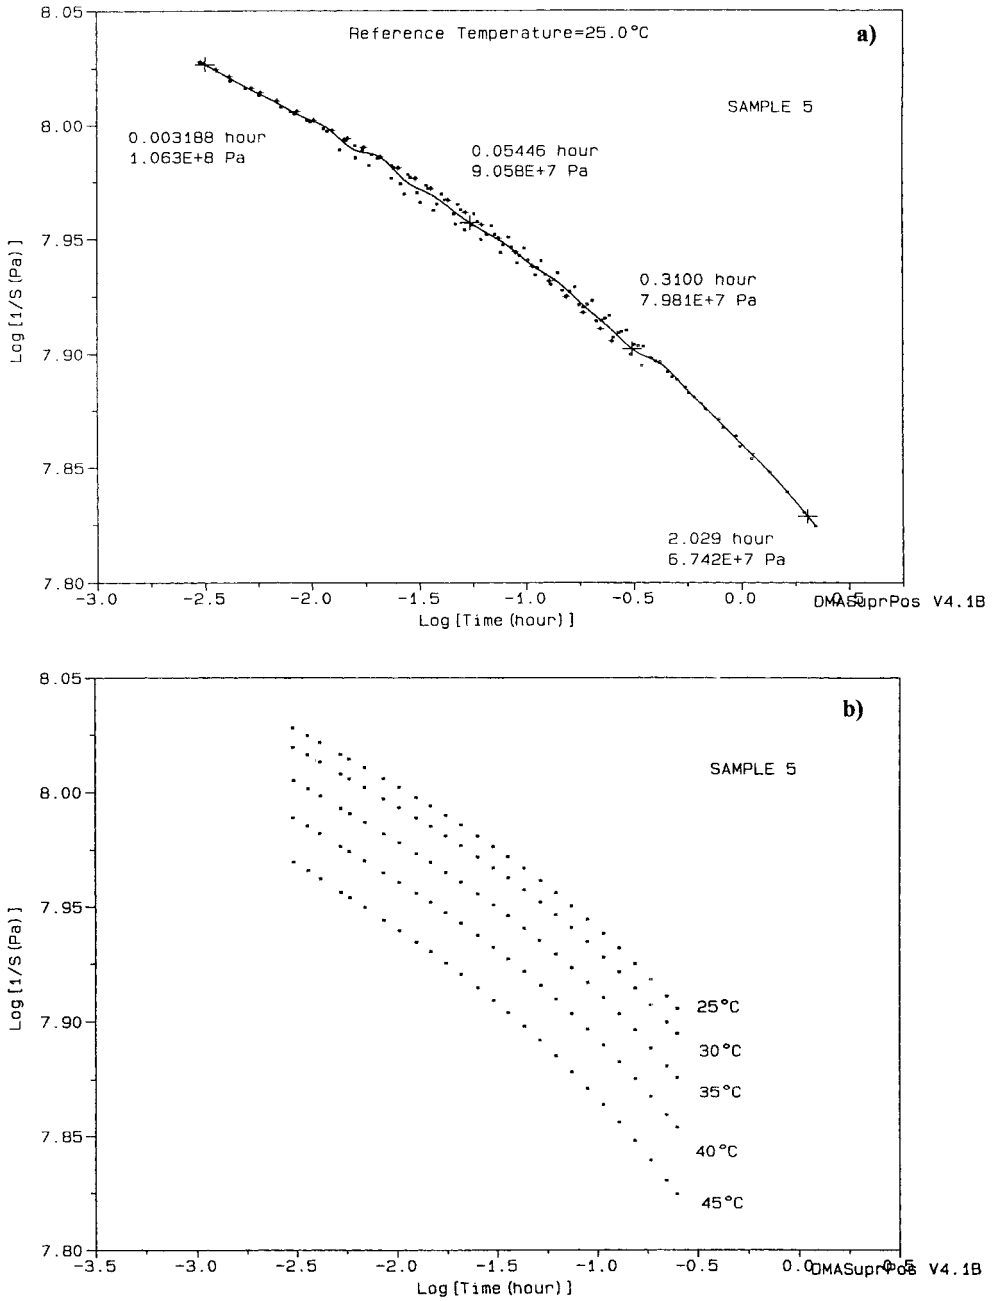 8.05
Reference Temperature=25.0°C
a)
SAMPLE 5
8.00
0.003188 hour
1.063E+8 Pa
0.05446 hour
9.058E+7 Pa
7.95
Log[1/S(Pa)]
0.3100 hour
7.981E+7 Pa
7.90
7.85
2.029 hour
6.742E+7 Pa
7.80
-3.0 -2.5 -2.0 -1.5 -1.0 -0.5 0.0 0.5
DMASuprPos V4.1B
Log[Time(hour)]
8.05
b)
SAMPLE 5
8.00
7.95
Log[1/S(Pa)]
7.90
25°C
30°C
35°C
7.85
40°C
45°C
7.80
-3.5 -3.0 -2.5 -2.0 -1.5 -1.0 -0.5 0.0 0.5
DMASuprPos V4.1B
Log[Time(hour)]